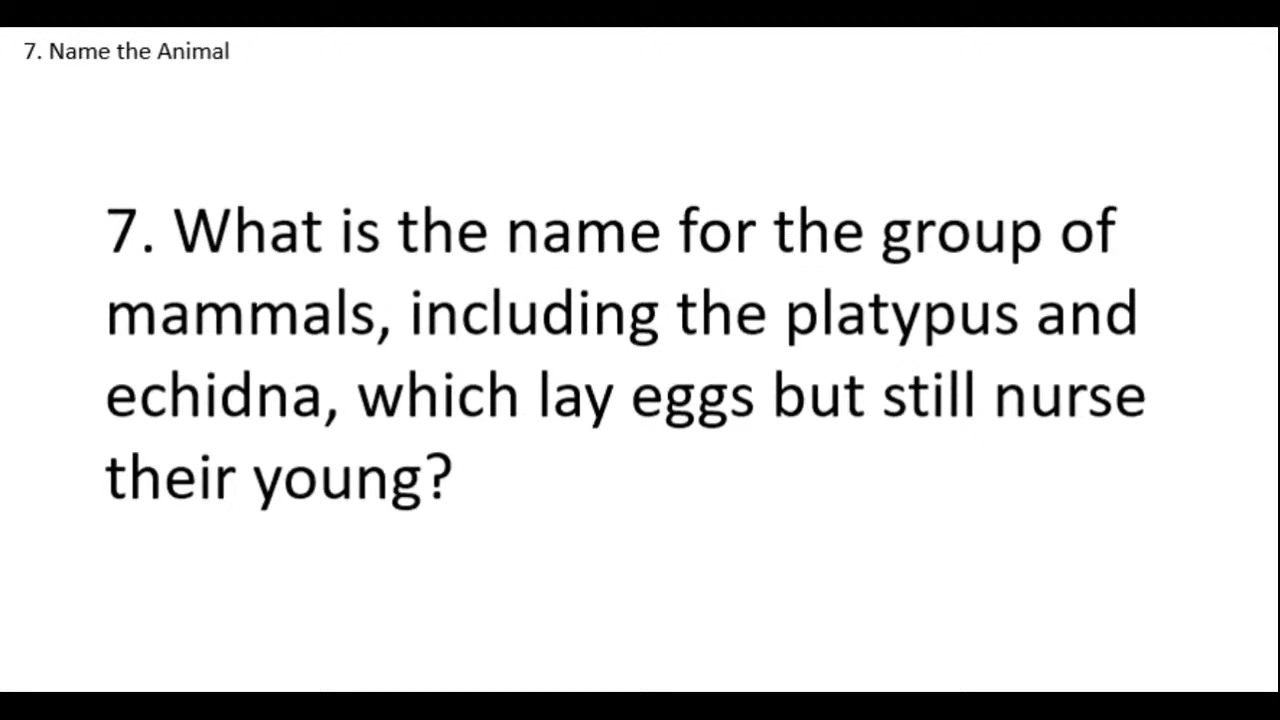 7. Name the Animal
7. What is the name for the group of
mammals, including the platypus and
echidna, which lay eggs but still nurse
their young?